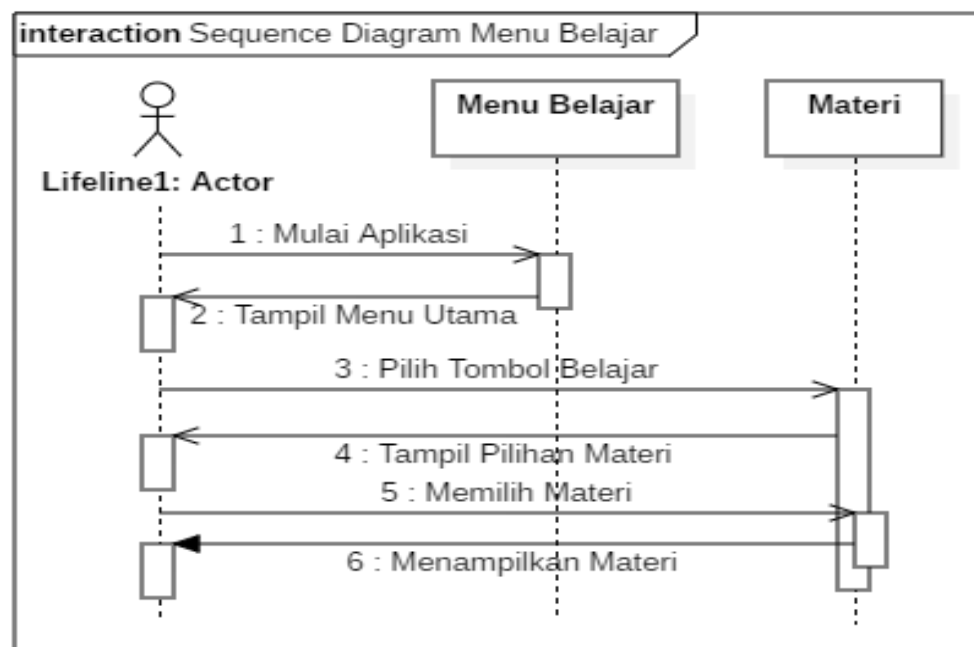 interaction Sequence Diagram Menu Belajar
Menu Belajar
Materi
Lifeline1: Actor
1 : Mulai Aplikasi
2 : Tampil Menu Utama
3 : Pilih Tombol Belajar
4 : Tampil Pilihan Materi
5 : Memilih Materi
6 : Menampilkan Materi